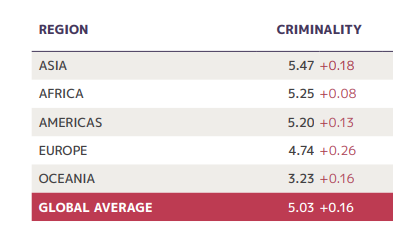 REGION CRIMINALITY
ASIA 5.47 +0.18
AFRICA 5.25 +0.08
AMERICAS 5.20 +0.13
EUROPE 4.74 +0.26
OCEANIA 3.23 +0.16
GLOBAL AVERAGE 5.03 +0.16